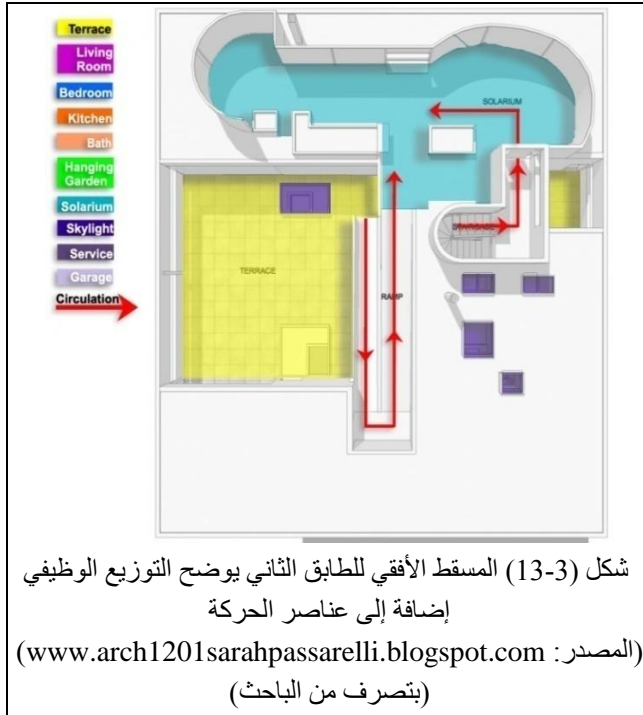 Terrace
Living
Room
Bedroom
Kitchen
Bath
Hanging
Garden
Solarium
Skylight
Service
Garage
Circulation
SOLARIUM
STAIRCASE
TERRACE
RAMP
شكل (3-13) المسقط الأفقي للطابق الثاني يوضح التوزيع الوظيفي
إضافة إلى عناصر الحركة
(المصدر: www.arch1201sarahpassarelli.blogspot.com)
(بتصرف من الباحث)